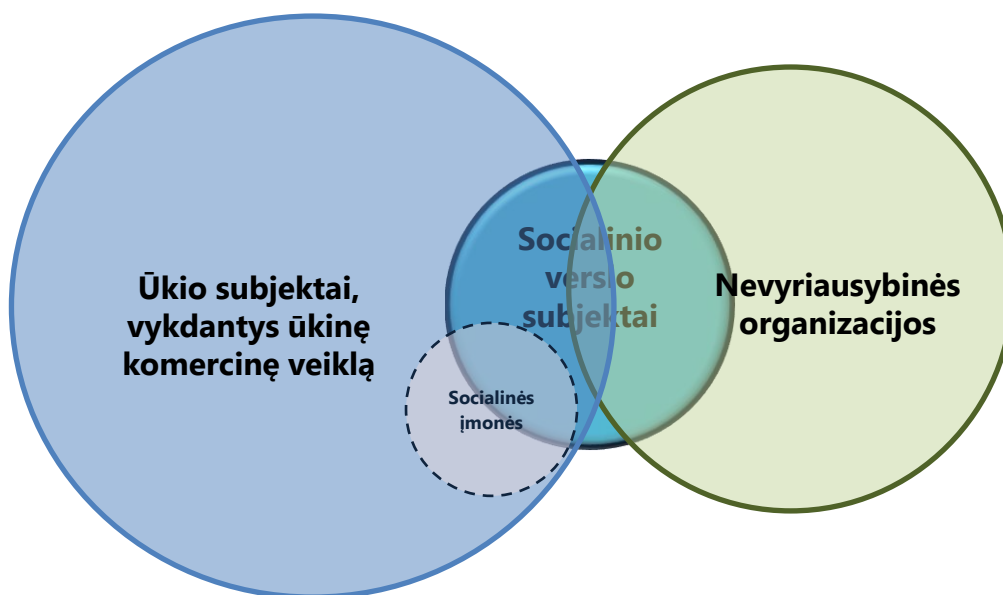 Ūkio subjektai,
vykdantys ūkinę
komercinę veiklą
Socialinio
verslo
subjektai
Socialinės
įmonės
Nevyriausybinės
organizacijos